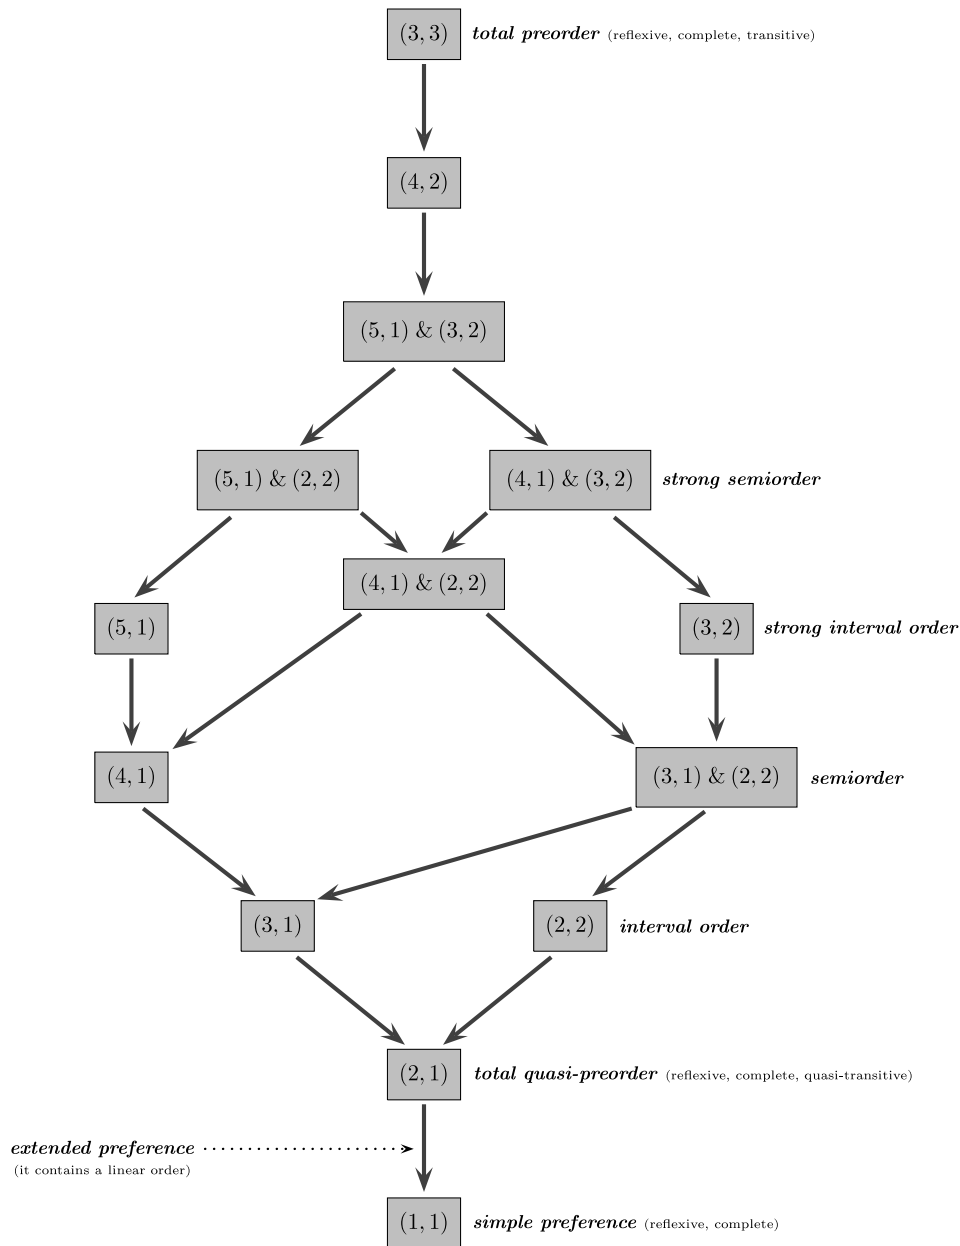 (3, 3) total preorder (reflexive, complete, transitive)
(4, 2)
(5, 1) & (3, 2)
(5, 1) & (2, 2)
(4, 1) & (3, 2) strong semiorder
(4, 1) & (2, 2)
(5, 1)
(3, 2) strong interval order
(4, 1)
(3, 1) & (2, 2) semiorder
(3, 1)
(2, 2) interval order
(2, 1) total quasi-preorder (reflexive, complete, quasi-transitive)
extended preference
(it contains a linear order)
(1, 1) simple preference (reflexive, complete)